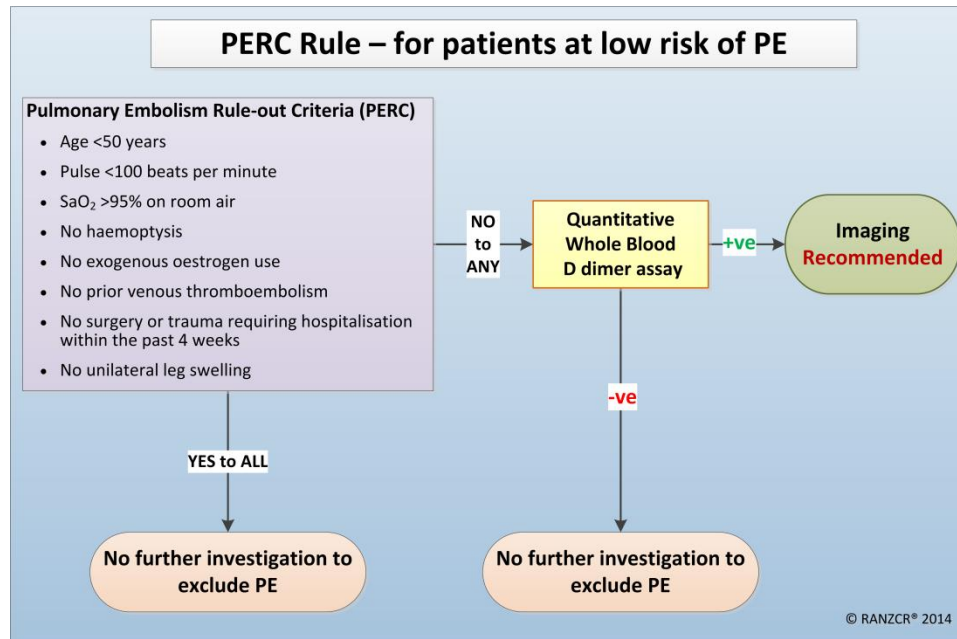 PERC Rule – for patients at low risk of PE
Pulmonary Embolism Rule-out Criteria (PERC)
• Age <50 years
• Pulse <100 beats per minute
• SaO₂ >95% on room air
• No haemoptysis
• No exogenous oestrogen use
• No prior venous thromboembolism
• No surgery or trauma requiring hospitalisation
within the past 4 weeks
• No unilateral leg swelling
NO
to
ANY
Quantitative
Whole Blood
D dimer assay
+ve
Imaging
Recommended
-ve
YES to ALL
No further investigation to
exclude PE
No further investigation to
exclude PE
© RANZCR® 2014